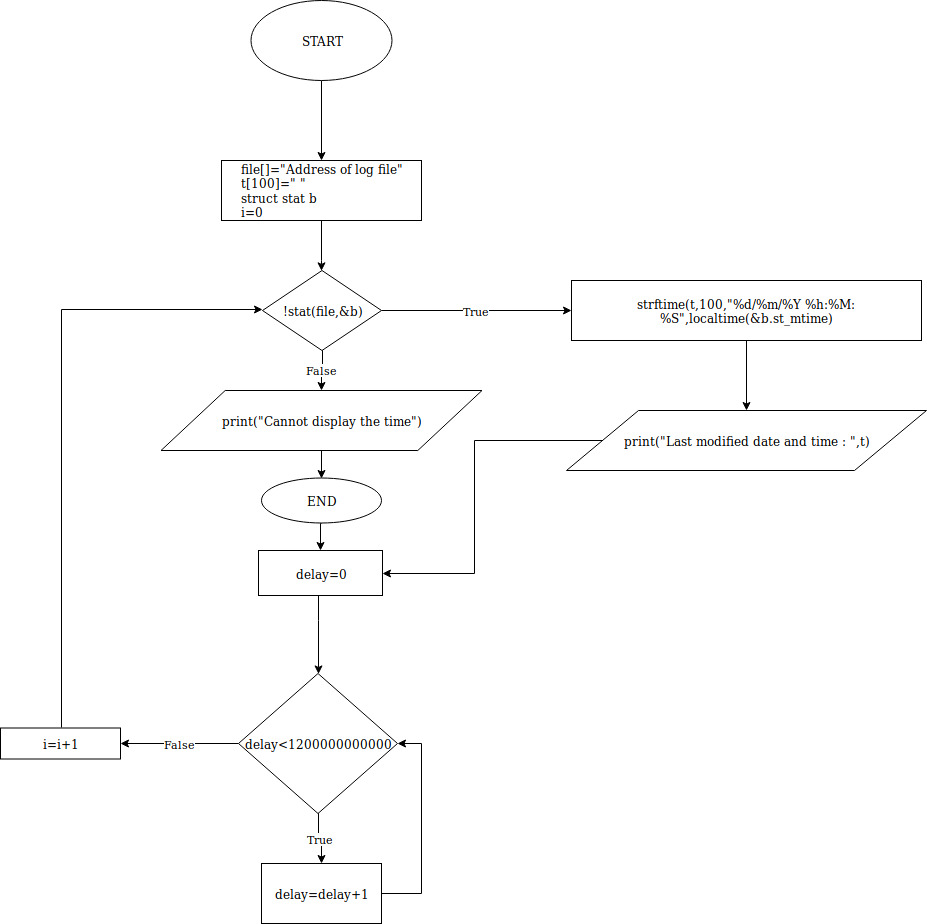 START
file[]="Address of log file"
t[100]=" "
struct stat b
i=0
!stat(file,&b)
True
strftime(t,100,"%d/%m/%Y %h:%M:
%S",localtime(&b.st_mtime)
False
print("Cannot display the time")
print("Last modified date and time : ",t)
END
delay=0
delay<1200000000000
False
i=i+1
True
delay=delay+1